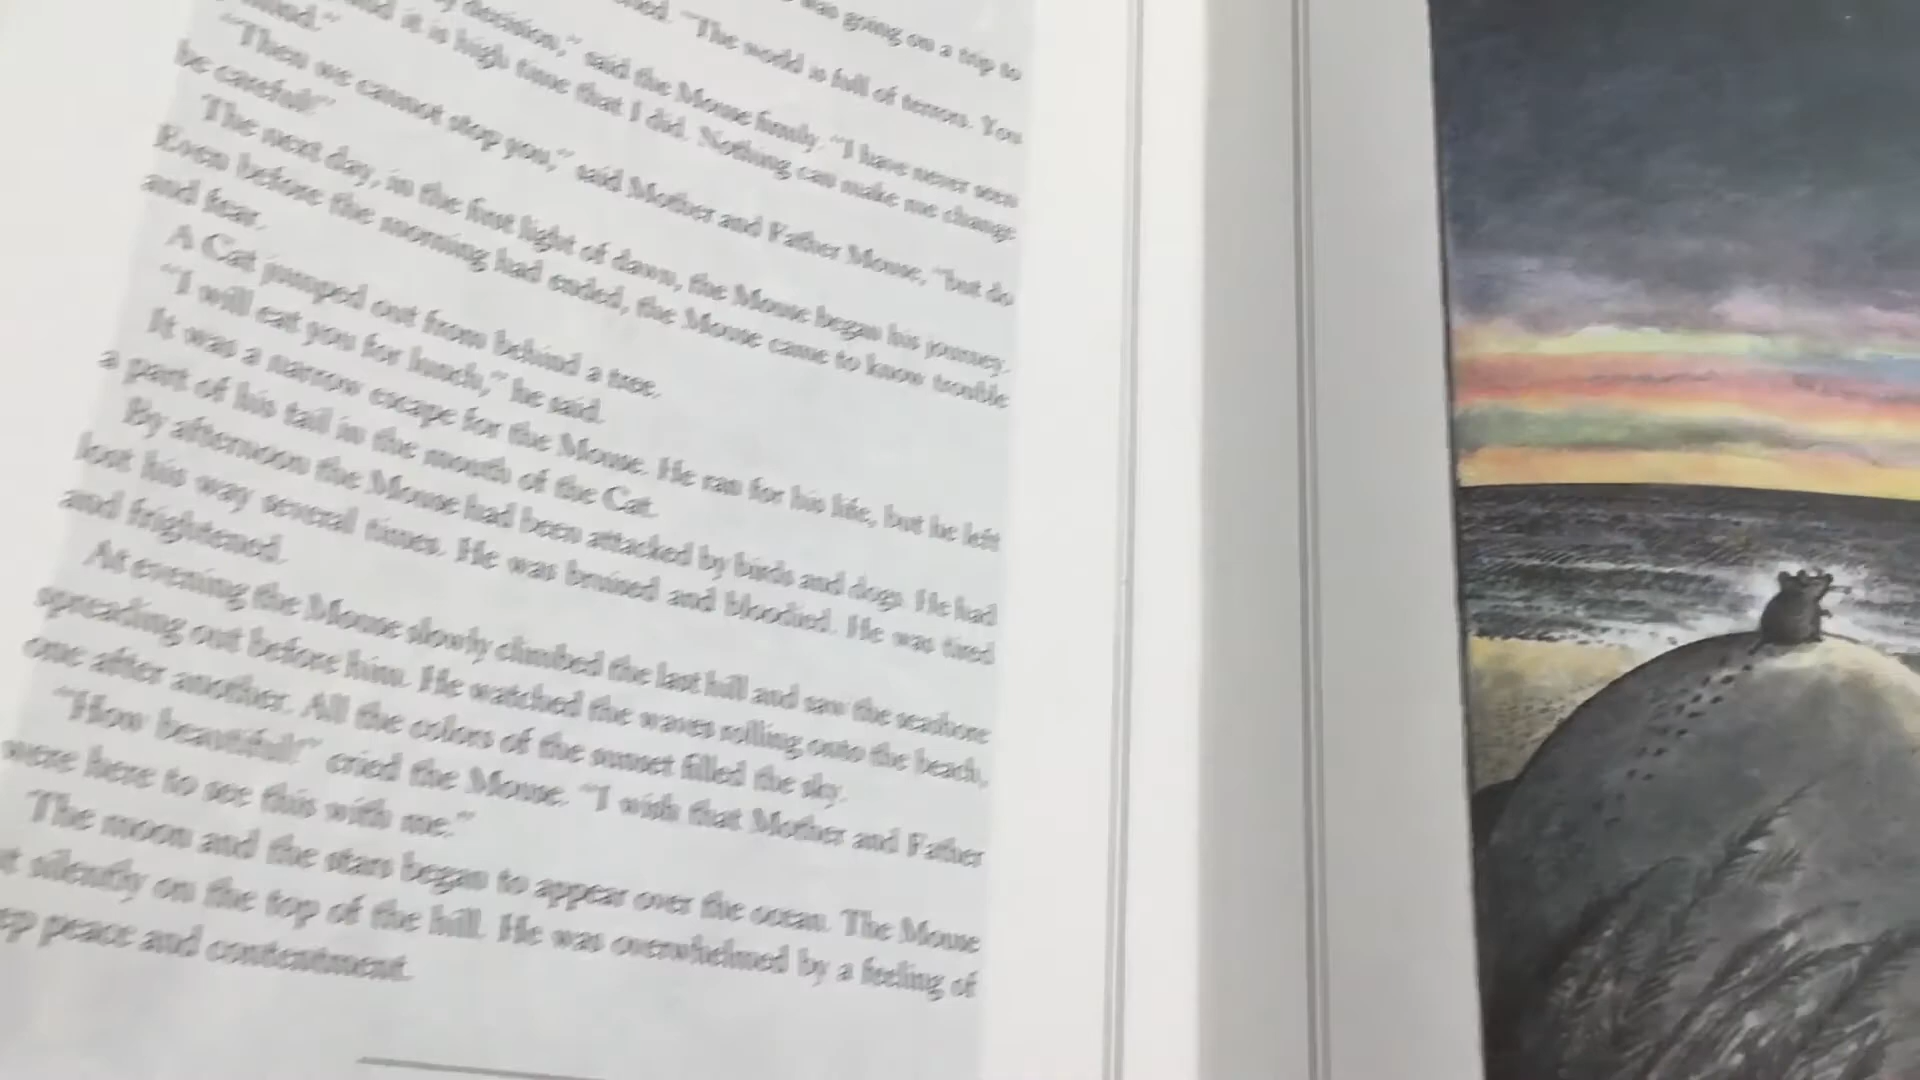 was going on a trip to
"The world is full of terrors. You
decision," said the Mouse firmly. "I have never seen
it is high time that I did. Nothing can make me change
mind."
"Then we cannot stop you," said Mother and Father Mouse, "but do
be careful!"
The next day, in the first light of dawn, the Mouse began his journey.
Even before the morning had ended, the Mouse came to know trouble
and fear.
A Cat jumped out from behind a tree.
"I will eat you for lunch," he said.
It was a narrow escape for the Mouse. He ran for his life, but he left
a part of his tail in the mouth of the Cat.
By afternoon the Mouse had been attacked by birds and dogs. He had
lost his way several times. He was bruised and bloodied. He was tired
and frightened.
At evening the Mouse slowly climbed the last hill and saw the seashore
spreading out before him. He watched the waves rolling onto the beach,
one after another. All the colors of the sunset filled the sky.
"How beautiful!" cried the Mouse. "I wish that Mother and Father
were here to see this with me."
The moon and the stars began to appear over the ocean. The Mouse
silently on the top of the hill. He was overwhelmed by a feeling of
peace and contentment.